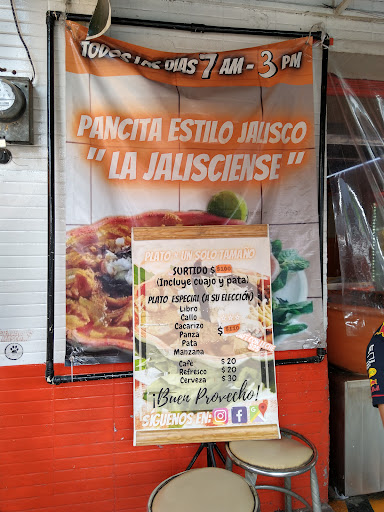 TODOS LOS DIAS 7 AM - 3 PM
PANCITA ESTILO JALISCO
" LA JALISCIENSE "
PLATO UN SOLO TAMAÑO
SURTIDO $
(Incluye cuajo y pata)
PLATO ESPECIAL (A SU ELECCIÓN)
Libro
Callo
Cacarizo
Panza
Pata
Manzana
$
Café $ 20
Refresco $ 20
Cerveza $ 30
¡Buen Provecho!
SIGUENOS EN: